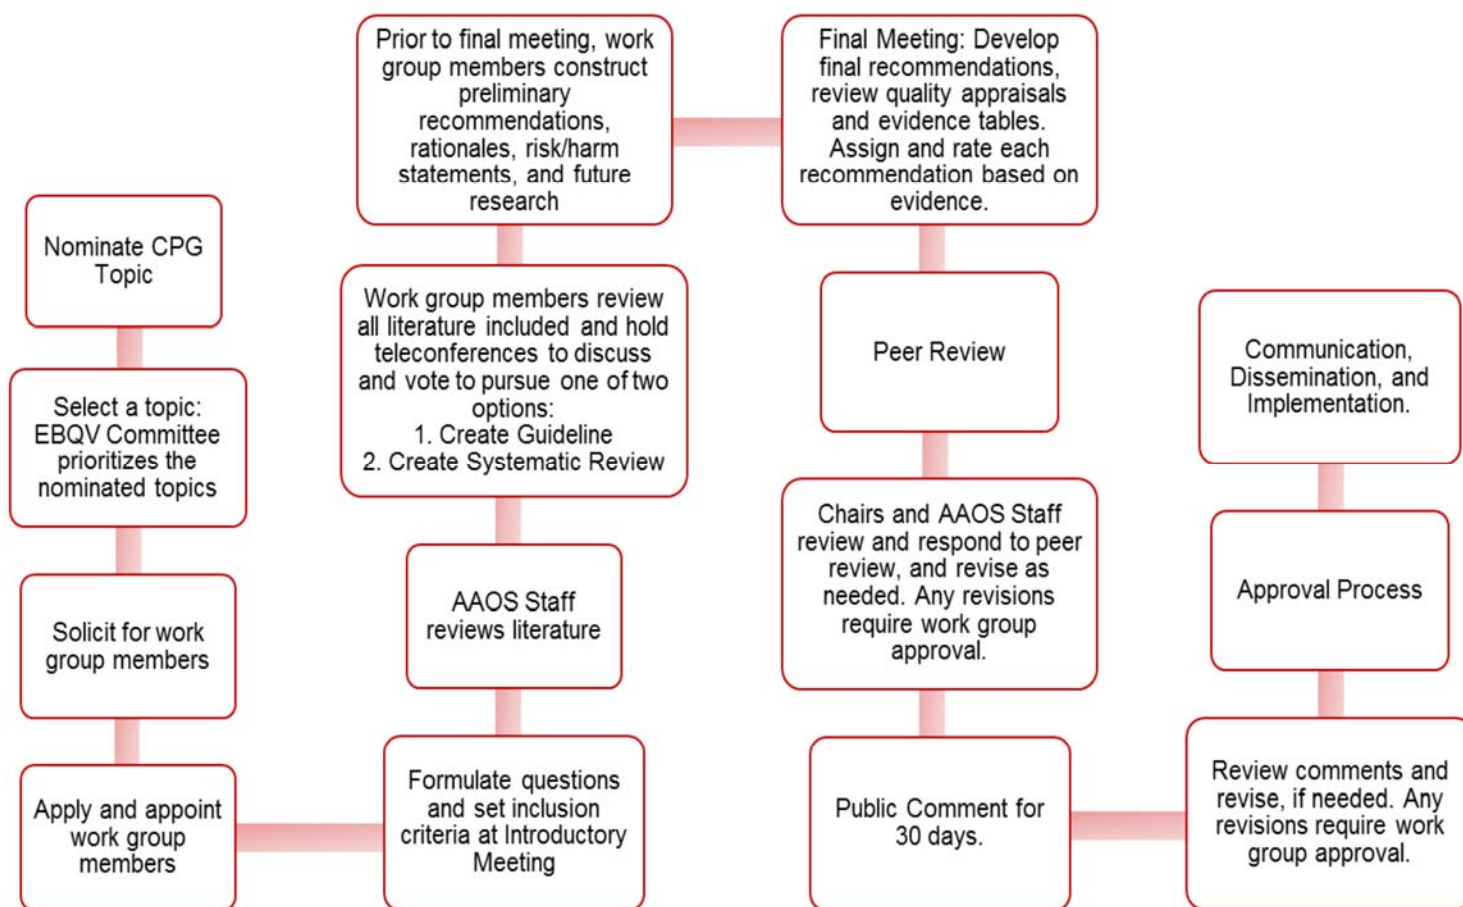 Nominate CPG
Topic
Select a topic:
EBQV Committee
prioritizes the
nominated topics
Solicit for work
group members
Apply and appoint
work group
members
Formulate questions
and set inclusion
criteria at Introductory
Meeting
AAOS Staff
reviews literature
Work group members review
all literature included and hold
teleconferences to discuss
and vote to pursue one of two
options:
1. Create Guideline
2. Create Systematic Review
Prior to final meeting, work
group members construct
preliminary
recommendations,
rationales, risk/harm
statements, and future
research
Final Meeting: Develop
final recommendations,
review quality appraisals
and evidence tables.
Assign and rate each
recommendation based on
evidence.
Peer Review
Chairs and AAOS Staff
review and respond to peer
review, and revise as
needed. Any revisions
require work group
approval.
Public Comment for
30 days.
Review comments and
revise, if needed. Any
revisions require work
group approval.
Approval Process
Communication,
Dissemination, and
Implementation.